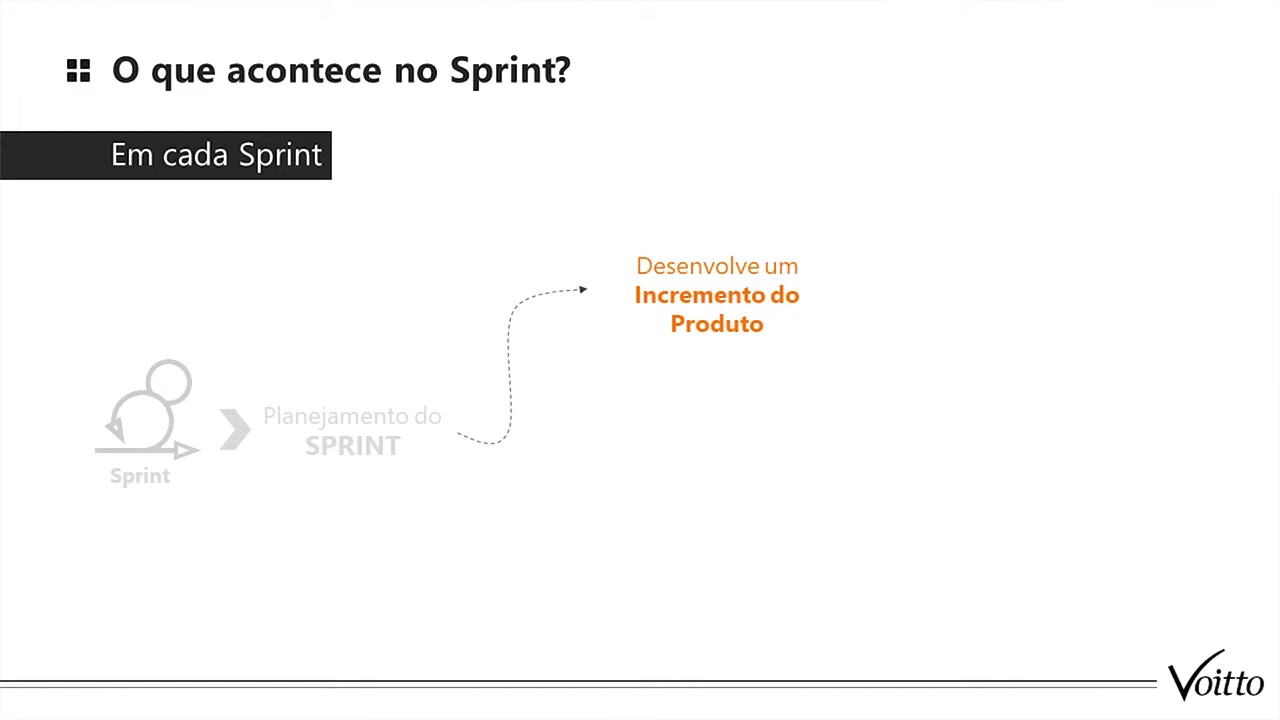 O que acontece no Sprint?
Em cada Sprint
Desenvolve um
Incremento do
Produto
Planejamento do
SPRINT
Sprint
Voitto